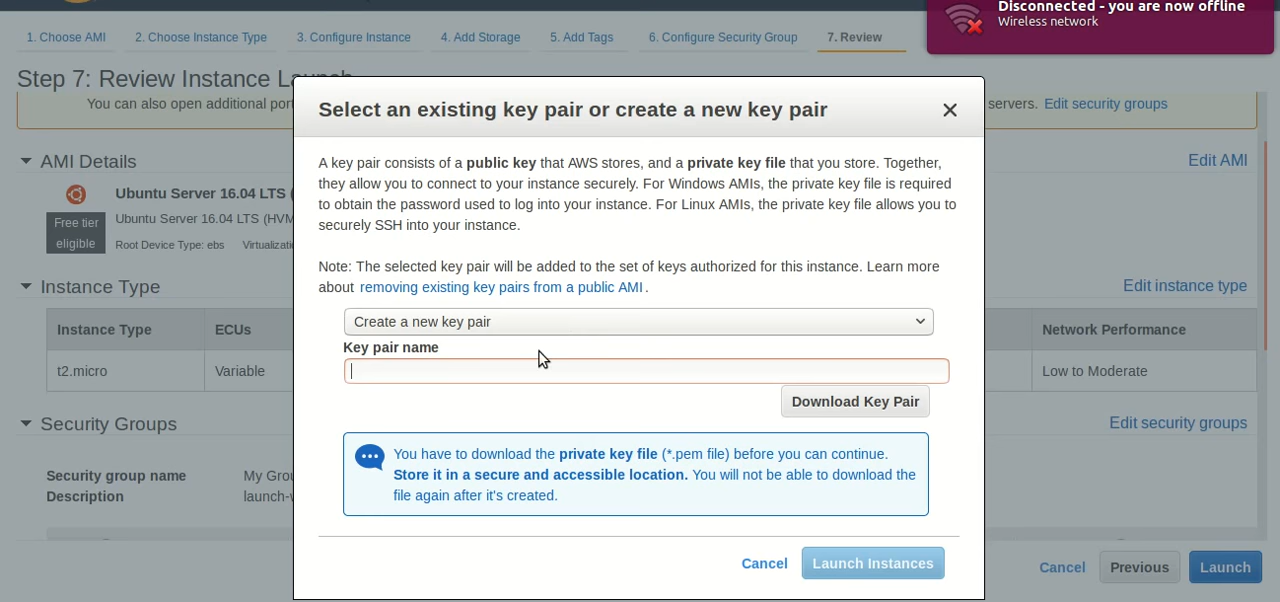 Disconnected - you are now offline
Wireless network
1. Choose AMI
2. Choose Instance Type
3. Configure Instance
4. Add Storage
5. Add Tags
6. Configure Security Group
7. Review
Step 7: Review Instance Launch
You can also open additional port
servers. Edit security groups
AMI Details
Edit AMI
Ubuntu Server 16.04 LTS (
Free tier
eligible
Ubuntu Server 16.04 LTS (HVM
Root Device Type: ebs
Virtualizati
Instance Type
Edit instance type
Instance Type
ECUs
Network Performance
t2.micro
Variable
Low to Moderate
Security Groups
Edit security groups
Security group name
My Grou
Description
launch-w
Select an existing key pair or create a new key pair
A key pair consists of a public key that AWS stores, and a private key file that you store. Together,
they allow you to connect to your instance securely. For Windows AMIs, the private key file is required
to obtain the password used to log into your instance. For Linux AMIs, the private key file allows you to
securely SSH into your instance.
Note: The selected key pair will be added to the set of keys authorized for this instance. Learn more
about removing existing key pairs from a public AMI .
Create a new key pair
Key pair name
Download Key Pair
You have to download the private key file (*.pem file) before you can continue.
Store it in a secure and accessible location. You will not be able to download the
file again after it's created.
Cancel
Launch Instances
Cancel
Previous
Launch